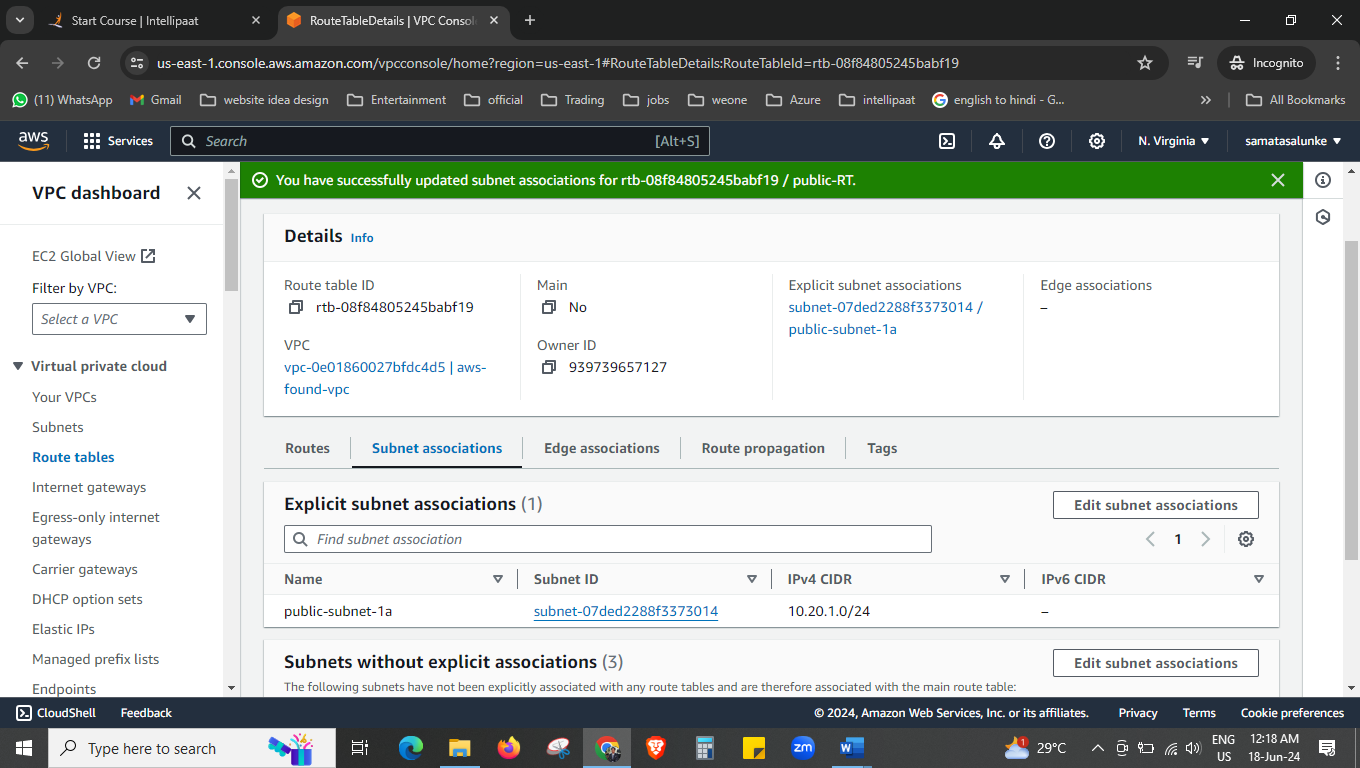 Start Course | Intellipaat
RouteTableDetails | VPC Conso
us-east-1.console.aws.amazon.com/vpcconsole/home?region=us-east-1#RouteTableDetails:RouteTableId=rtb-08f84805245babf19
Incognito
(11) WhatsApp
Gmail
website idea design
Entertainment
official
Trading
jobs
weone
Azure
intellipaat
english to hindi - G...
All Bookmarks
aws
Services
Search
[Alt+S]
N. Virginia
samatasalunke
VPC dashboard
EC2 Global View
Filter by VPC:
Select a VPC
Virtual private cloud
Your VPCs
Subnets
Route tables
Internet gateways
Egress-only internet
gateways
Carrier gateways
DHCP option sets
Elastic IPs
Managed prefix lists
Endpoints
You have successfully updated subnet associations for rtb-08f84805245babf19 / public-RT.
Details Info
Route table ID
rtb-08f84805245babf19
VPC
vpc-0e01860027bfdc4d5 | aws-
found-vpc
Main
No
Owner ID
939739657127
Explicit subnet associations
subnet-07ded2288f3373014 /
public-subnet-1a
Edge associations
–
Routes
Subnet associations
Edge associations
Route propagation
Tags
Explicit subnet associations (1)
Edit subnet associations
Find subnet association
1
Name
Subnet ID
IPv4 CIDR
IPv6 CIDR
public-subnet-1a
subnet-07ded2288f3373014
10.20.1.0/24
–
Subnets without explicit associations (3)
Edit subnet associations
The following subnets have not been explicitly associated with any route tables and are therefore associated with the main route table:
CloudShell
Feedback
© 2024, Amazon Web Services, Inc. or its affiliates.
Privacy
Terms
Cookie preferences
Type here to search
zm
29°C
ENG
US
12:18 AM
18-Jun-24